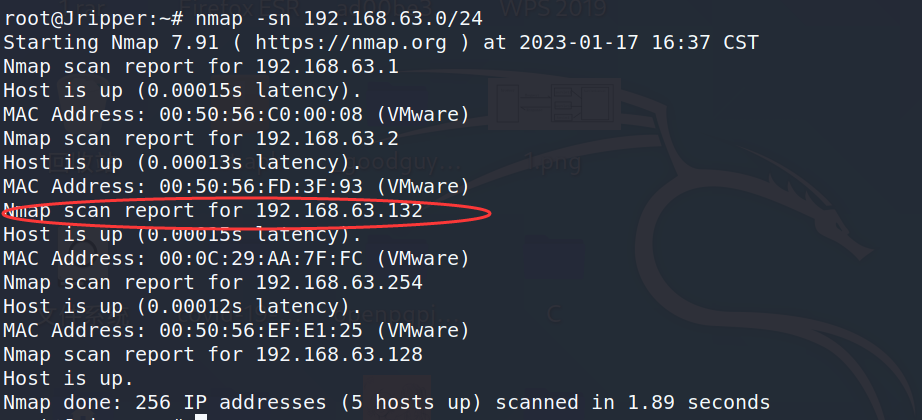 Firefox ESR
WPS 2019
root@Jripper:~# nmap -sn 192.168.63.0/24
Starting Nmap 7.91 ( https://nmap.org ) at 2023-01-17 16:37 CST
Nmap scan report for 192.168.63.1
Host is up (0.00015s latency).
MAC Address: 00:50:56:C0:00:08 (VMware)
Nmap scan report for 192.168.63.2
Host is up (0.00013s latency).
1.png
MAC Address: 00:50:56:FD:3F:93 (VMware)
Nmap scan report for 192.168.63.132
Host is up (0.00015s latency).
MAC Address: 00:0C:29:AA:7F:FC (VMware)
Nmap scan report for 192.168.63.254
Host is up (0.00012s latency).
C
MAC Address: 00:50:56:EF:E1:25 (VMware)
Nmap scan report for 192.168.63.128
Host is up.
Nmap done: 256 IP addresses (5 hosts up) scanned in 1.89 seconds